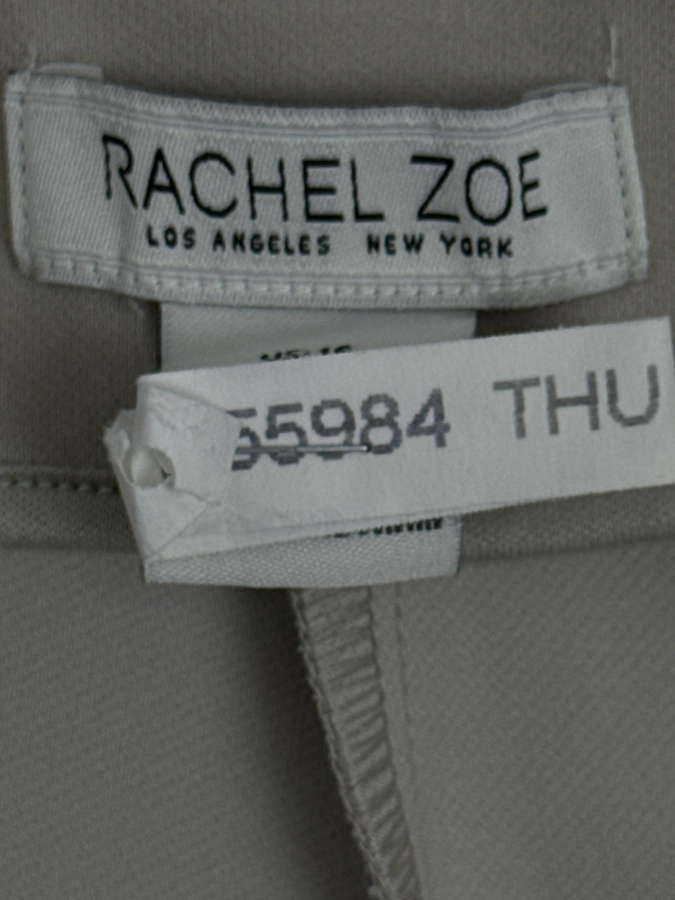 RACHEL ZOE
LOS ANGELES NEW YORK
55984 THU